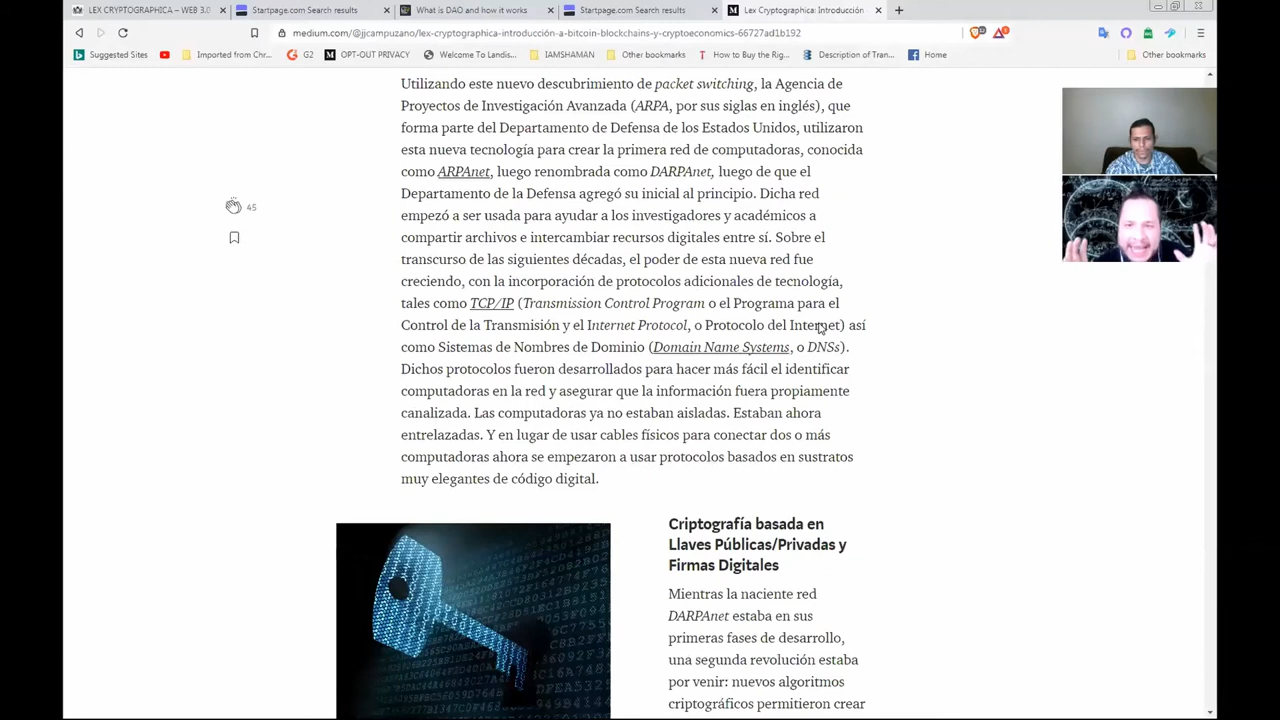 LEX CRYPTOGRAPHICA – WEB 3.0
Startpage.com Search results
What is DAO and how it works
Startpage.com Search results
Lex Cryptographica: Introducción
medium.com/@jjcampuzano/lex-cryptographica-introducción-a-bitcoin-blockchains-y-cryptoeconomics-66727ad1b192
Suggested Sites
Imported From Chr...
G2
OPT-OUT PRIVACY
Welcome To Landis...
IAMSHAMAN
Other bookmarks
How to Buy the Rig...
Description of Tran...
Home
Other bookmarks
Utilizando este nuevo descubrimiento de packet switching, la Agencia de
Proyectos de Investigación Avanzada (ARPA, por sus siglas en inglés), que
forma parte del Departamento de Defensa de los Estados Unidos, utilizaron
esta nueva tecnología para crear la primera red de computadoras, conocida
como ARPAnet, luego renombrada como DARPAnet, luego de que el
Departamento de la Defensa agregó su inicial al principio. Dicha red
empezó a ser usada para ayudar a los investigadores y académicos a
compartir archivos e intercambiar recursos digitales entre sí. Sobre el
transcurso de las siguientes décadas, el poder de esta nueva red fue
creciendo, con la incorporación de protocolos adicionales de tecnología,
tales como TCP/IP (Transmission Control Program o el Programa para el
Control de la Transmisión y el Internet Protocol, o Protocolo del Internet) así
como Sistemas de Nombres de Dominio (Domain Name Systems, o DNSs).
Dichos protocolos fueron desarrollados para hacer más fácil el identificar
computadoras en la red y asegurar que la información fuera propiamente
canalizada. Las computadoras ya no estaban aisladas. Estaban ahora
entrelazadas. Y en lugar de usar cables físicos para conectar dos o más
computadoras ahora se empezaron a usar protocolos basados en sustratos
muy elegantes de código digital.
45
Criptografía basada en
Llaves Públicas/Privadas y
Firmas Digitales
Mientras la naciente red
DARPAnet estaba en sus
primeras fases de desarrollo,
una segunda revolución estaba
por venir: nuevos algoritmos
criptográficos permitieron crear